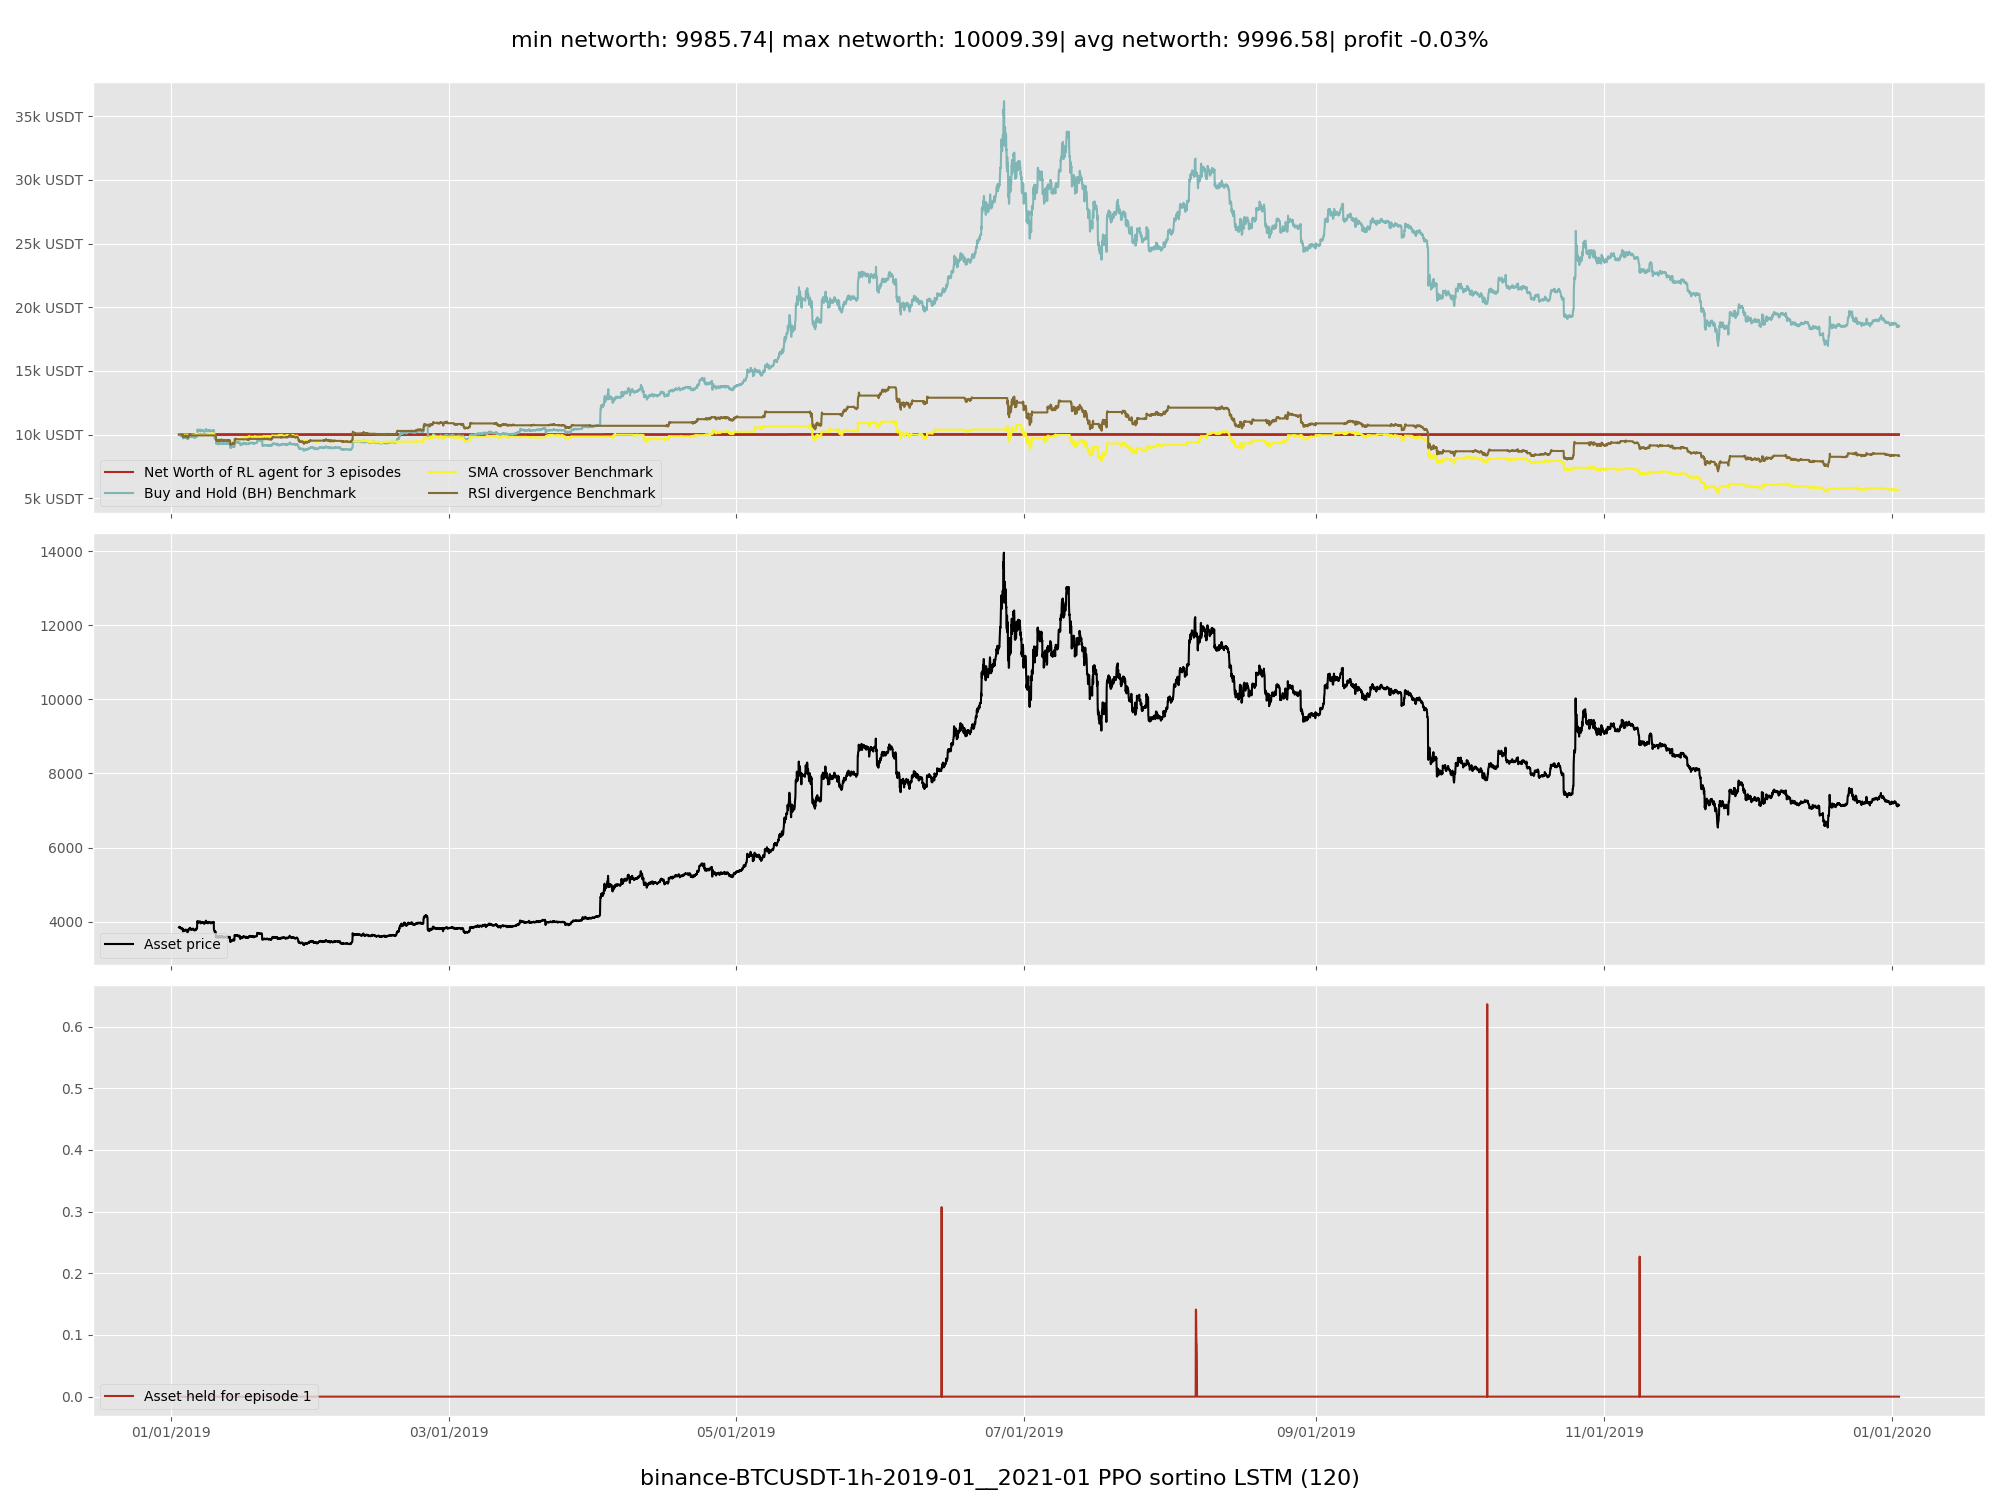 min networth: 9985.74| max networth: 10009.39| avg networth: 9996.58| profit -0.03%
35k USDT
30k USDT
25k USDT
20k USDT
15k USDT
10k USDT
5k USDT
Net Worth of RL agent for 3 episodes
Buy and Hold (BH) Benchmark
SMA crossover Benchmark
RSI divergence Benchmark
14000
12000
10000
8000
6000
4000
Asset price
0.6
0.5
0.4
0.3
0.2
0.1
0.0
Asset held for episode 1
01/01/2019 03/01/2019 05/01/2019 07/01/2019 09/01/2019 11/01/2019 01/01/2020
binance-BTCUSDT-1h-2019-01__2021-01 PPO sortino LSTM (120)